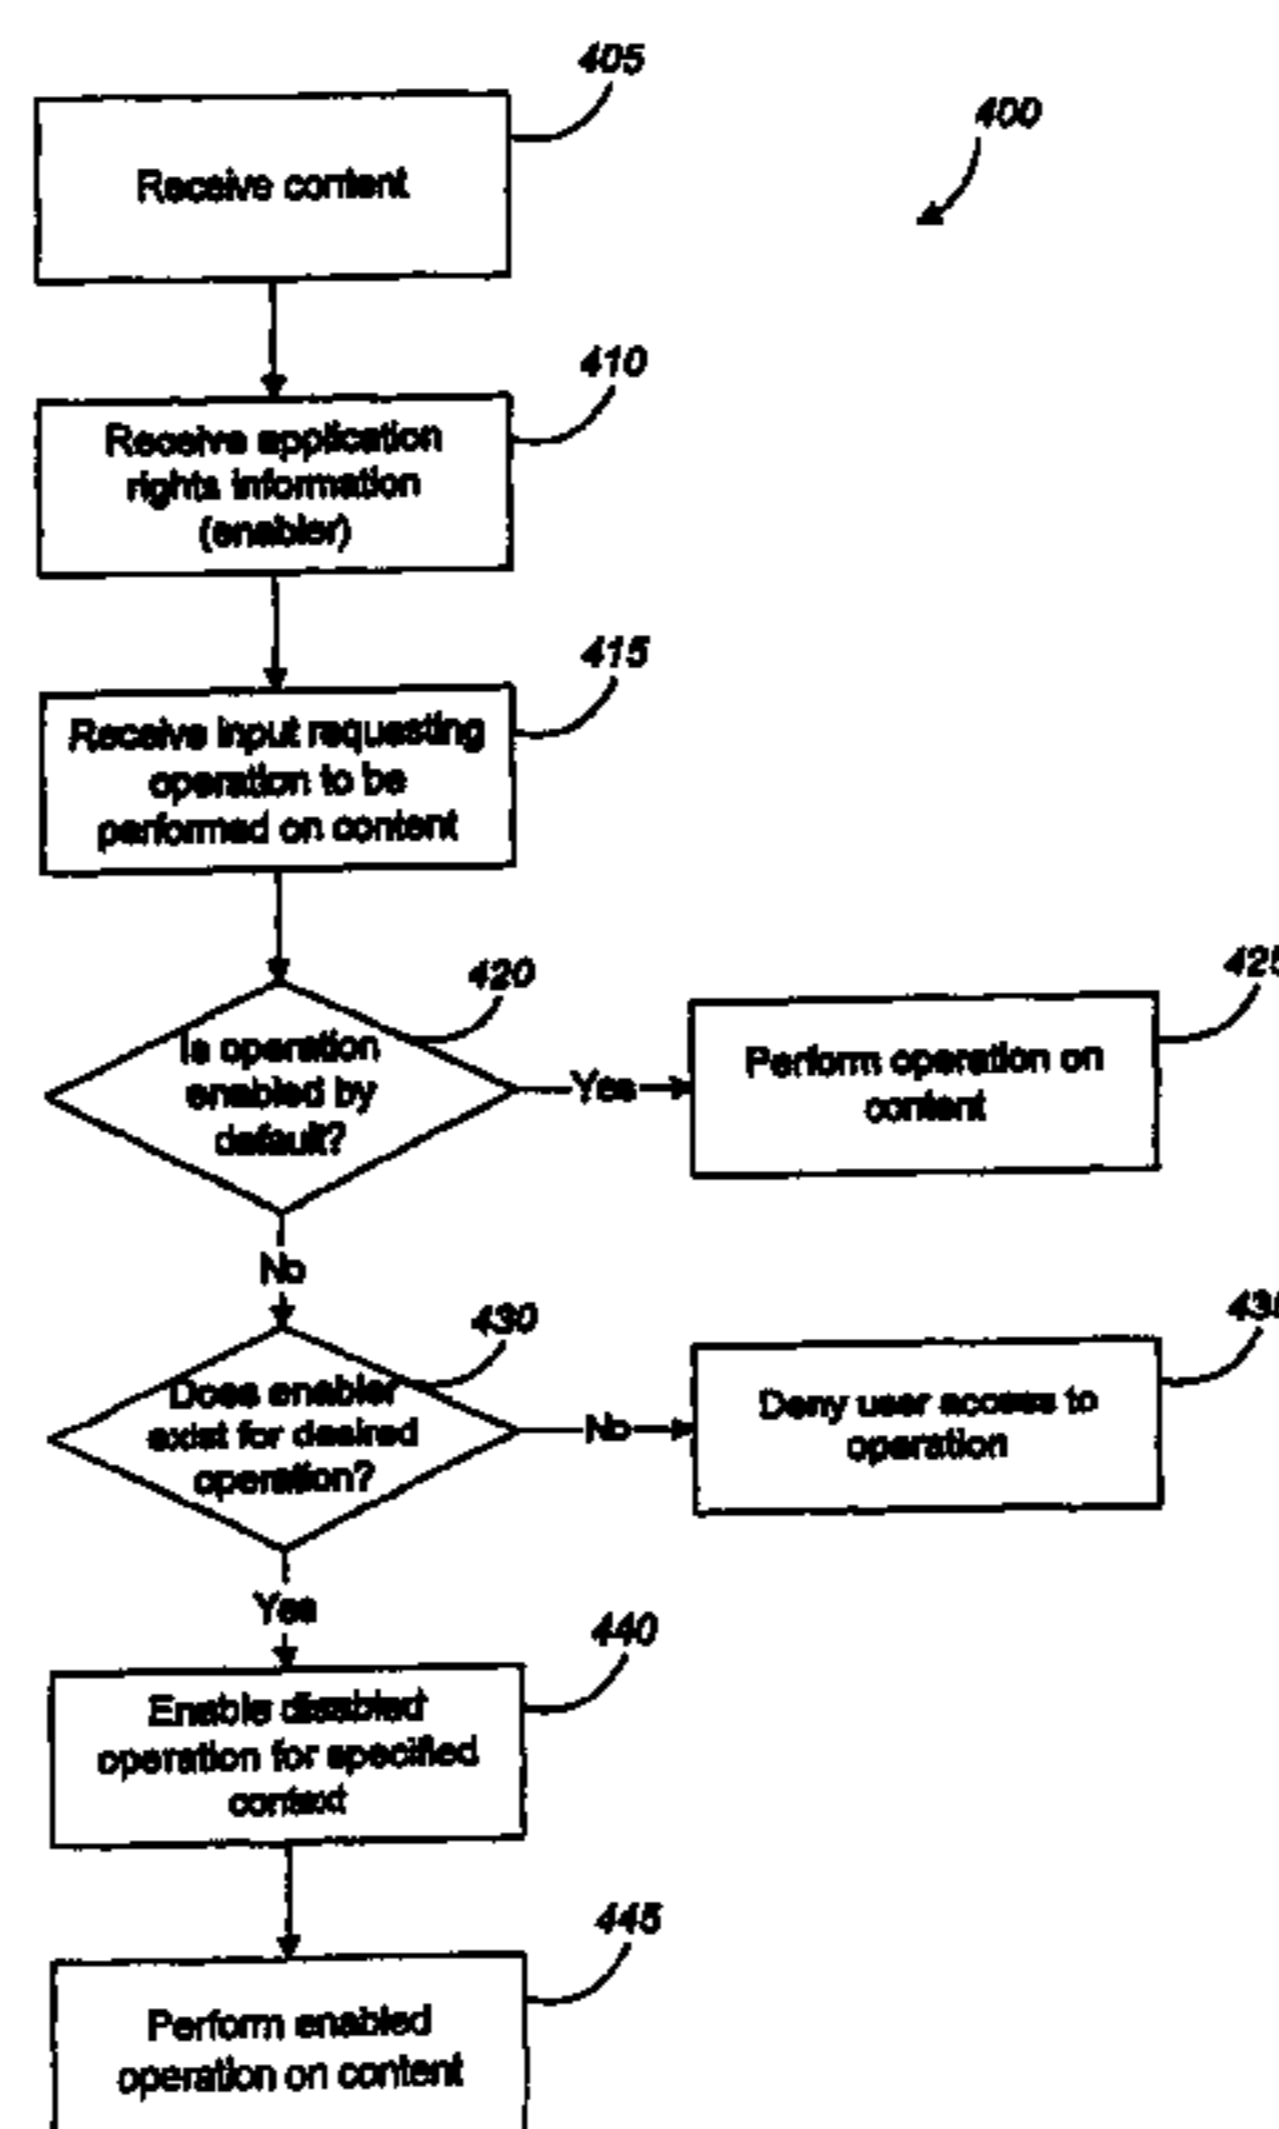 405
400
Receive content
410
Receive application
rights information
(enabler)
415
Receive input requesting
operation to be
performed on content
420
425
Is operation
enabled by
default?
Yes
Perform operation on
content
No
430
Does enabler
exist for desired
operation?
No
Deny user access to
operation
Yes
440
Enable disabled
operation for specified
context
445
Perform enabled
operation on content